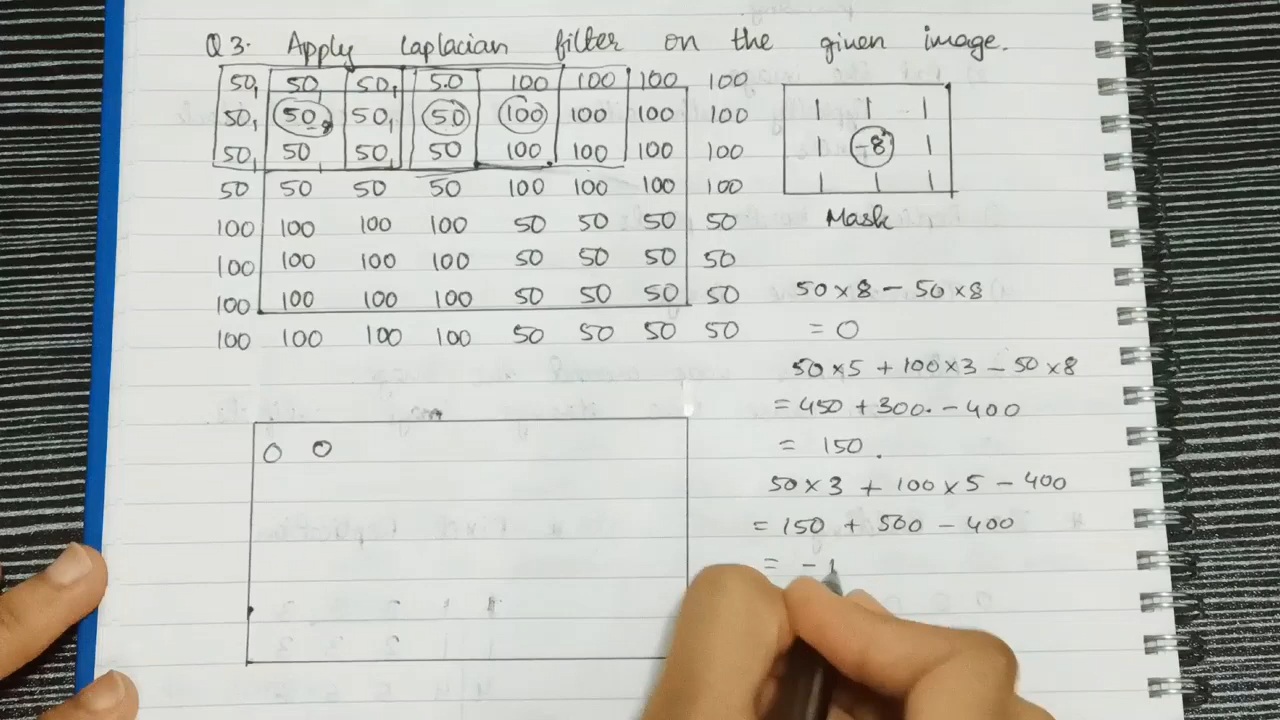 Q 3. Apply Laplacian filter on the given image.
50, 50, 50, 50 100 100 100 100
50, 50, 50, 50 100 100 100 100
50, 50, 50, 50 100 100 100 100
50 50 50 50 100 100 100 100
100 100 100 100 50 50 50 50
100 100 100 100 50 50 50 50
100 100 100 100 50 50 50 50
100 100 100 100 50 50 50 50
1 1 1
1 -8 1
1 1 1
Mask
50 × 8 - 50 × 8
= 0
50 × 5 + 100 × 3 - 50 × 8
= 450 + 300. - 400
= 150.
50 × 3 + 100 × 5 - 400
= 150 + 500 - 400
= - 1
0 0